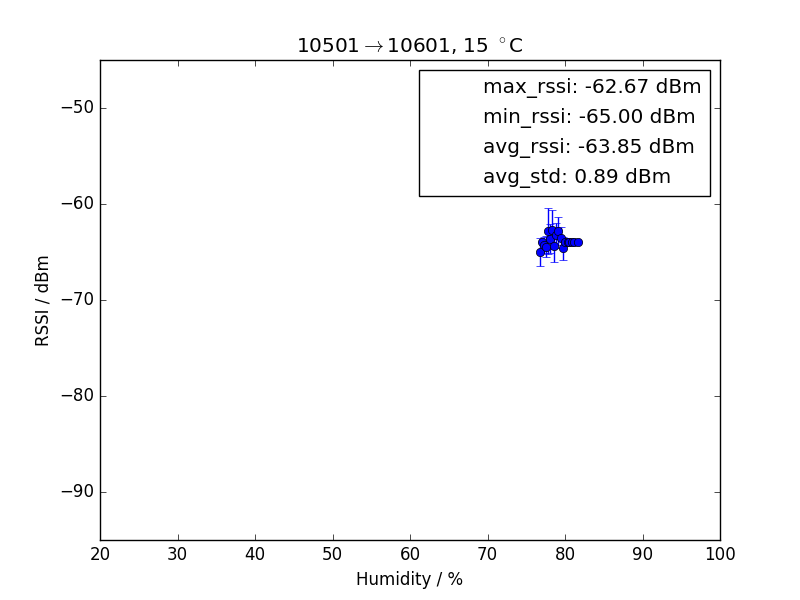 10501→10601, 15 °C
max_rssi: -62.67 dBm
min_rssi: -65.00 dBm
avg_rssi: -63.85 dBm
avg_std: 0.89 dBm
−50
−60
−70
−80
−90
RSSI / dBm
20 30 40 50 60 70 80 90 100
Humidity / %